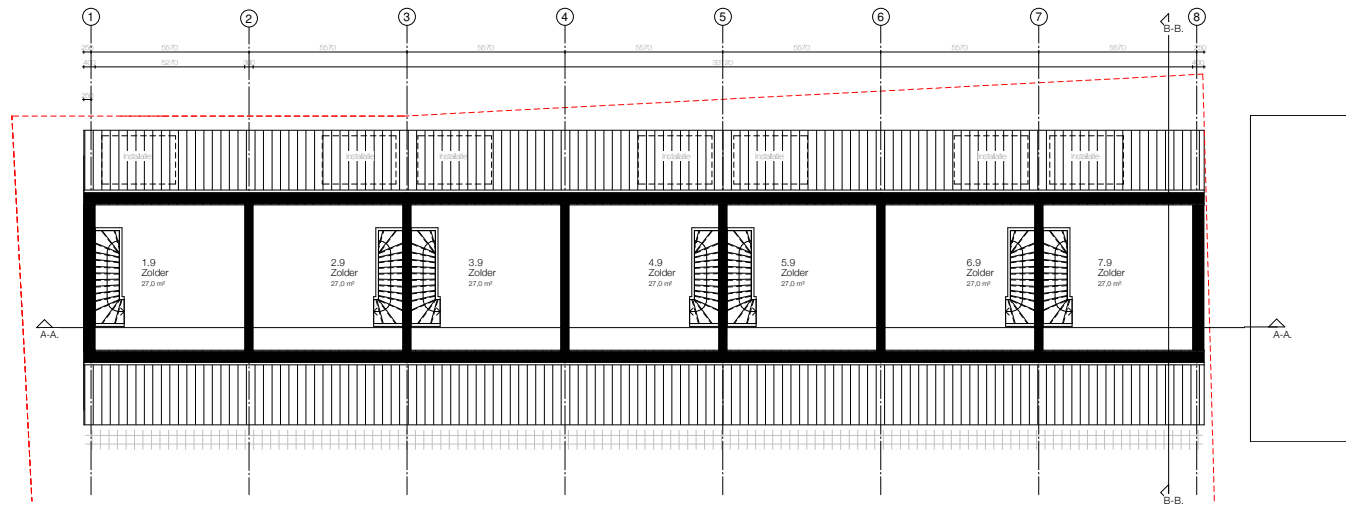 1 2 3 4 5 6 7 8
B-B.
5570 5570 5570 5570 5570 5570 5570
5270
250
Installatie Installatie Installatie Installatie Installatie Installatie Installatie
1.9 2.9 3.9 4.9 5.9 6.9 7.9
Zolder Zolder Zolder Zolder Zolder Zolder Zolder
27,0 m² 27,0 m² 27,0 m² 27,0 m² 27,0 m² 27,0 m² 27,0 m²
A-A. A-A.
B-B.